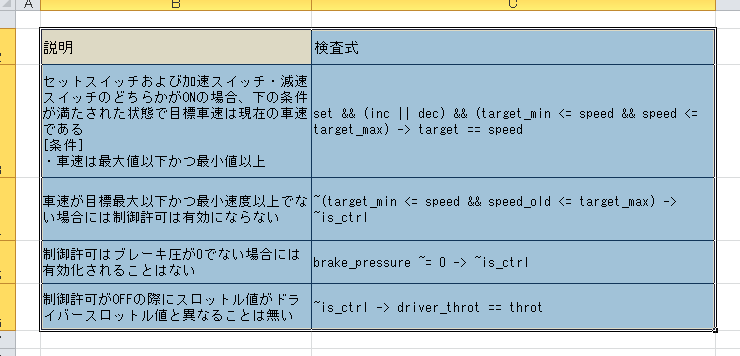 A
B
C
説明
検査式
セットスイッチおよび加速スイッチ・減速
スイッチのどちらかがONの場合、下の条件
が満たされた状態で目標車速は現在の車速
である
[条件]
・車速は最大値以下かつ最小値以上
set && (inc || dec) && (target_min <= speed && speed <=
target_max) -> target == speed
車速が目標最大以下かつ最小速度以上でな
い場合には制御許可は有効にならない
~(target_min <= speed && speed_old <= target_max) ->
~is_ctrl
制御許可はブレーキ圧が0でない場合には
有効化されることはない
brake_pressure ~= 0 -> ~is_ctrl
制御許可がOFFの際にスロットル値がドラ
イバースロットル値と異なることは無い
~is_ctrl -> driver_throt == throt